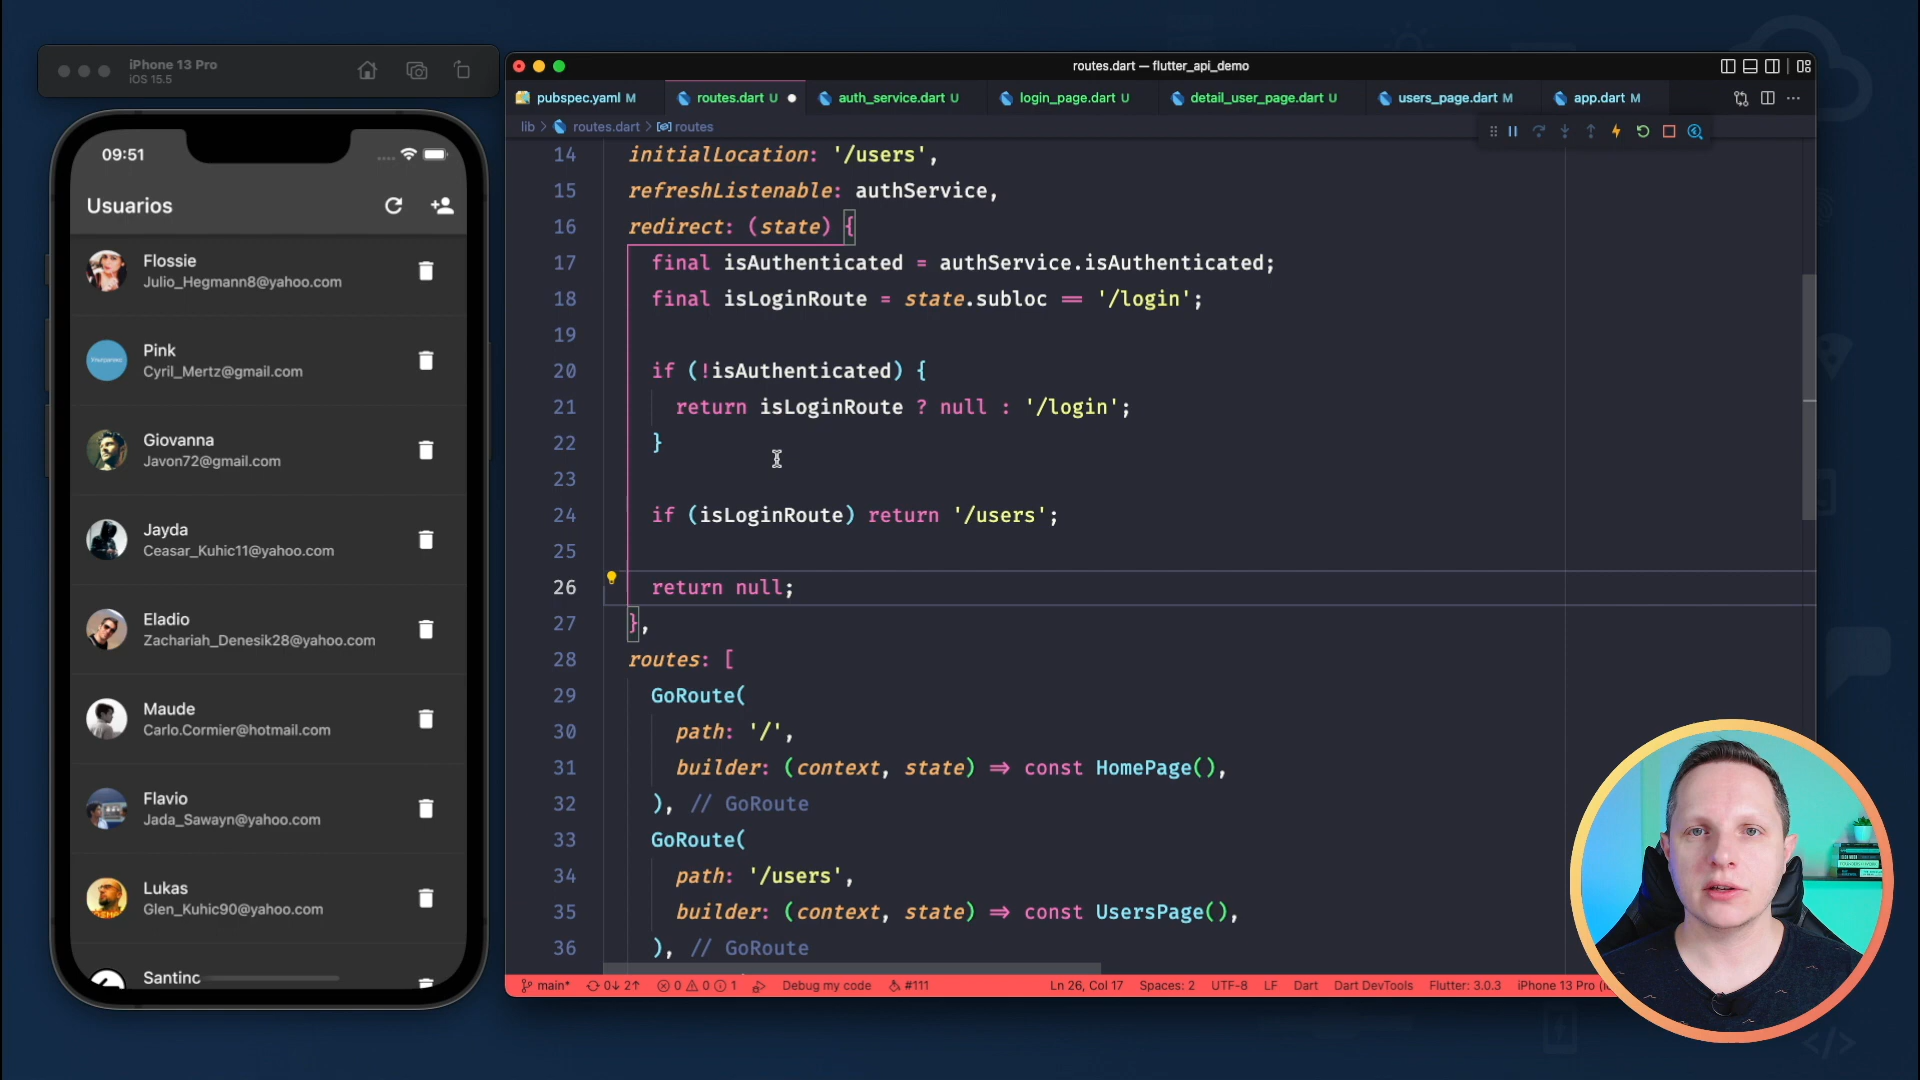 iPhone 13 Pro
iOS 15.5
09:51
Usuarios
Flossie
Julio_Hegmann8@yahoo.com
Pink
Cyril_Mertz@gmail.com
Giovanna
Javon72@gmail.com
Jayda
Ceasar_Kuhic11@yahoo.com
Eladio
Zachariah_Denesik28@yahoo.com
Maude
Carlo.Cormier@hotmail.com
Flavio
Jada_Sawayn@yahoo.com
Lukas
Glen_Kuhic90@yahoo.com
Santinc
routes.dart — flutter_api_demo
pubspec.yaml M
routes.dart U
auth_service.dart U
login_page.dart U
detail_user_page.dart U
users_page.dart M
app.dart M
lib > routes.dart > routes
14 initialLocation: '/users',
15 refreshListenable: authService,
16 redirect: (state) {
17 final isAuthenticated = authService.isAuthenticated;
18 final isLoginRoute = state.subloc == '/login';
19
20 if (!isAuthenticated) {
21 return isLoginRoute ? null : '/login';
22 }
23
24 if (isLoginRoute) return '/users';
25
26 return null;
27 },
28 routes: [
29 GoRoute(
30 path: '/',
31 builder: (context, state) => const HomePage(),
32 ), // GoRoute
33 GoRoute(
34 path: '/users',
35 builder: (context, state) => const UsersPage(),
36 ), // GoRoute
main* 0↓ 2↑ 0 0 1 Debug my code #111 Ln 26, Col 17 Spaces: 2 UTF-8 LF Dart Dart DevTools Flutter: 3.0.3 iPhone 13 Pro